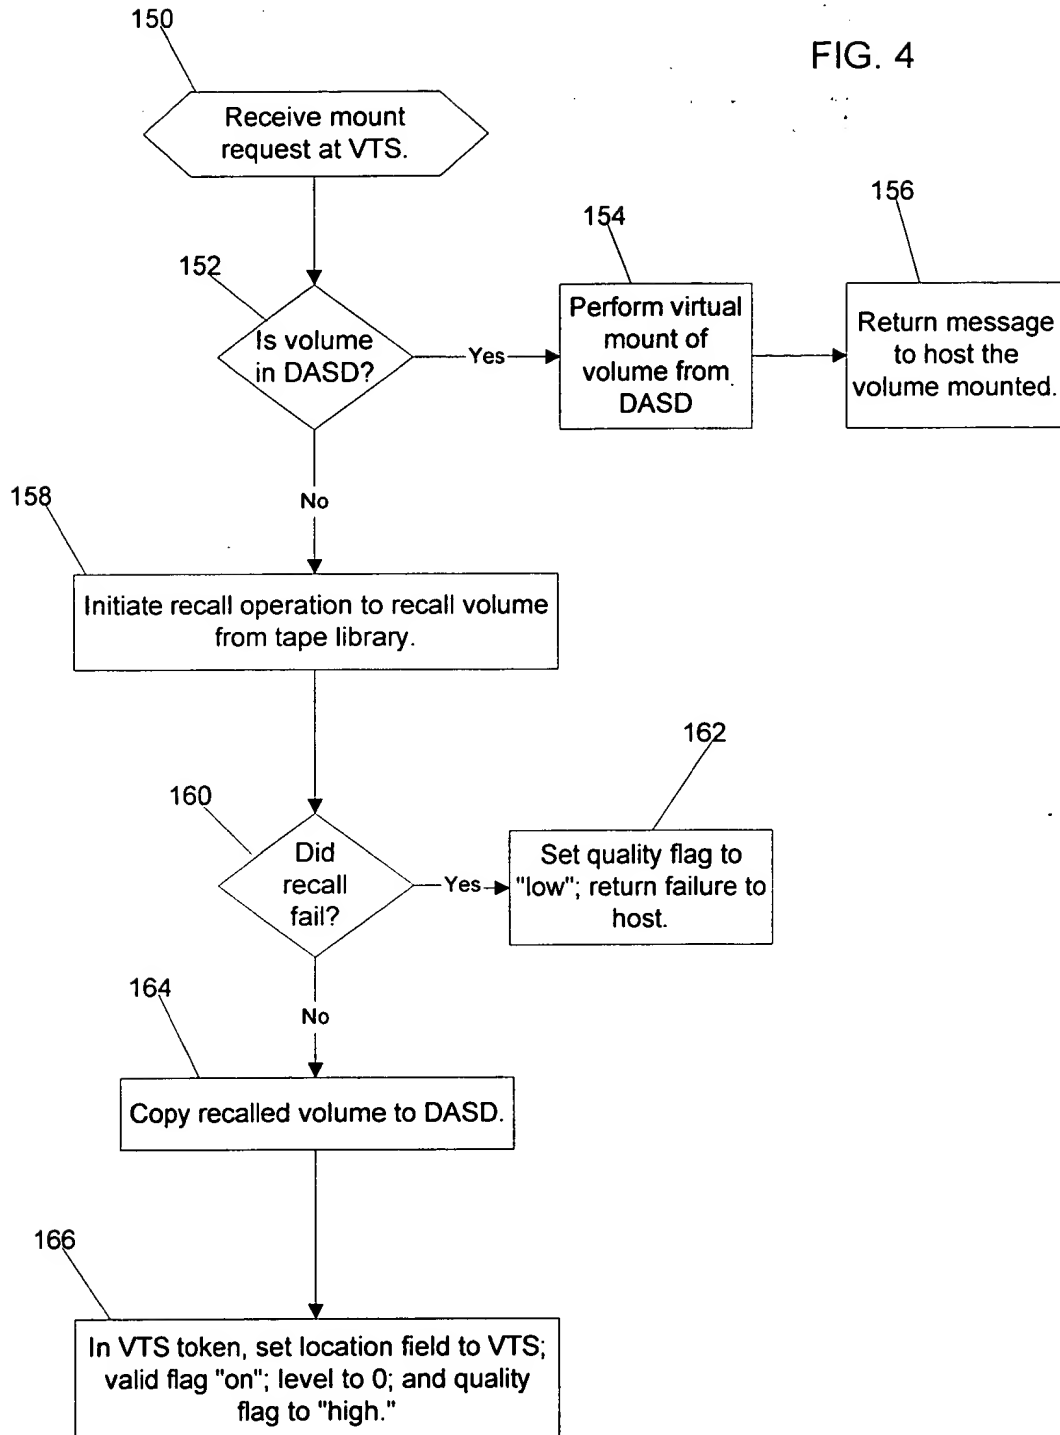 FIG. 4
150
Receive mount
request at VTS.
152
Is volume
in DASD?
Yes
154
Perform virtual
mount of
volume from
DASD
156
Return message
to host the
volume mounted.
No
158
Initiate recall operation to recall volume
from tape library.
160
Did
recall
fail?
Yes
162
Set quality flag to
"low"; return failure to
host.
No
164
Copy recalled volume to DASD.
166
In VTS token, set location field to VTS;
valid flag "on"; level to 0; and quality
flag to "high."